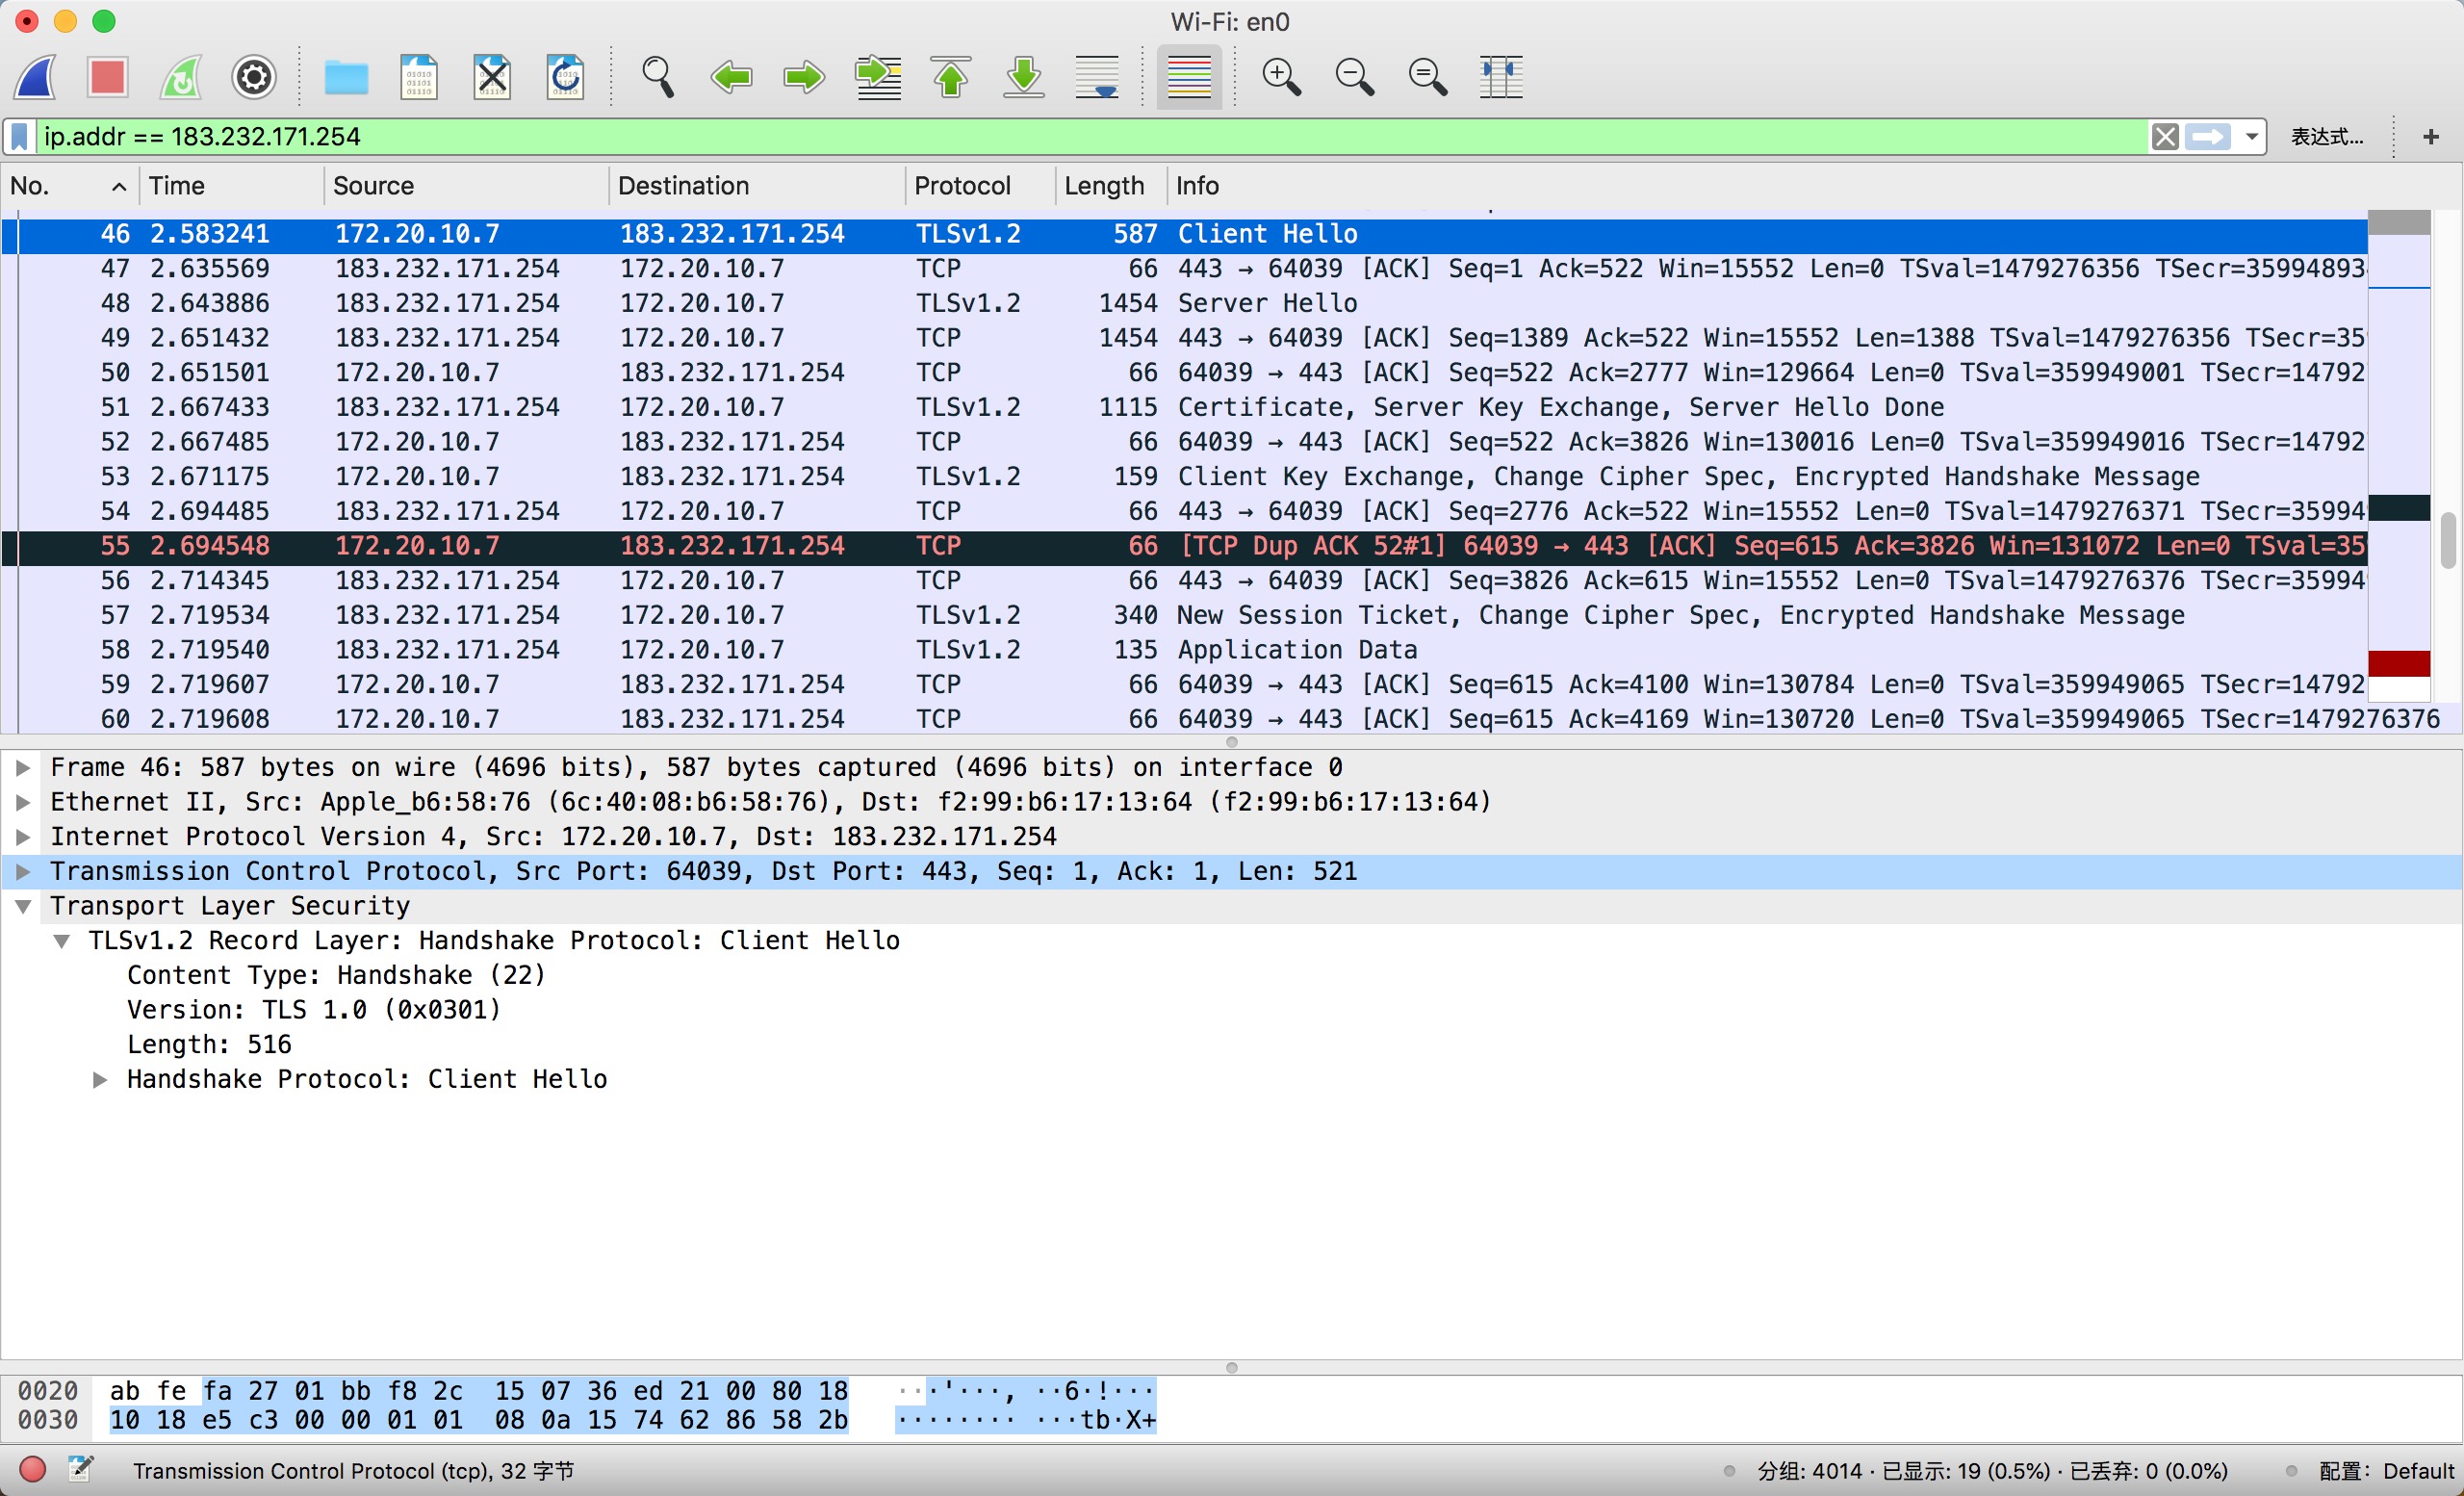 Wi-Fi: en0
ip.addr == 183.232.171.254 表达式… +
No. Time Source Destination Protocol Length Info
46 2.583241 172.20.10.7 183.232.171.254 TLSv1.2 587 Client Hello
47 2.635569 183.232.171.254 172.20.10.7 TCP 66 443 → 64039 [ACK] Seq=1 Ack=522 Win=15552 Len=0 TSval=1479276356 TSecr=35994893
48 2.643886 183.232.171.254 172.20.10.7 TLSv1.2 1454 Server Hello
49 2.651432 183.232.171.254 172.20.10.7 TCP 1454 443 → 64039 [ACK] Seq=1389 Ack=522 Win=15552 Len=1388 TSval=1479276356 TSecr=35
50 2.651501 172.20.10.7 183.232.171.254 TCP 66 64039 → 443 [ACK] Seq=522 Ack=2777 Win=129664 Len=0 TSval=359949001 TSecr=14792
51 2.667433 183.232.171.254 172.20.10.7 TLSv1.2 1115 Certificate, Server Key Exchange, Server Hello Done
52 2.667485 172.20.10.7 183.232.171.254 TCP 66 64039 → 443 [ACK] Seq=522 Ack=3826 Win=130016 Len=0 TSval=359949016 TSecr=14792
53 2.671175 172.20.10.7 183.232.171.254 TLSv1.2 159 Client Key Exchange, Change Cipher Spec, Encrypted Handshake Message
54 2.694485 183.232.171.254 172.20.10.7 TCP 66 443 → 64039 [ACK] Seq=2776 Ack=522 Win=15552 Len=0 TSval=1479276371 TSecr=35994
55 2.694548 172.20.10.7 183.232.171.254 TCP 66 [TCP Dup ACK 52#1] 64039 → 443 [ACK] Seq=615 Ack=3826 Win=131072 Len=0 TSval=35
56 2.714345 183.232.171.254 172.20.10.7 TCP 66 443 → 64039 [ACK] Seq=3826 Ack=615 Win=15552 Len=0 TSval=1479276376 TSecr=35994
57 2.719534 183.232.171.254 172.20.10.7 TLSv1.2 340 New Session Ticket, Change Cipher Spec, Encrypted Handshake Message
58 2.719540 183.232.171.254 172.20.10.7 TLSv1.2 135 Application Data
59 2.719607 172.20.10.7 183.232.171.254 TCP 66 64039 → 443 [ACK] Seq=615 Ack=4100 Win=130784 Len=0 TSval=359949065 TSecr=14792
60 2.719608 172.20.10.7 183.232.171.254 TCP 66 64039 → 443 [ACK] Seq=615 Ack=4169 Win=130720 Len=0 TSval=359949065 TSecr=1479276376
Frame 46: 587 bytes on wire (4696 bits), 587 bytes captured (4696 bits) on interface 0
Ethernet II, Src: Apple_b6:58:76 (6c:40:08:b6:58:76), Dst: f2:99:b6:17:13:64 (f2:99:b6:17:13:64)
Internet Protocol Version 4, Src: 172.20.10.7, Dst: 183.232.171.254
Transmission Control Protocol, Src Port: 64039, Dst Port: 443, Seq: 1, Ack: 1, Len: 521
Transport Layer Security
TLSv1.2 Record Layer: Handshake Protocol: Client Hello
Content Type: Handshake (22)
Version: TLS 1.0 (0x0301)
Length: 516
Handshake Protocol: Client Hello
0020 ab fe fa 27 01 bb f8 2c 15 07 36 ed 21 00 80 18 ···'···, ··6·!···
0030 10 18 e5 c3 00 00 01 01 08 0a 15 74 62 86 58 2b ········ ···tb·X+
Transmission Control Protocol (tcp), 32 字节 分组: 4014 · 已显示: 19 (0.5%) · 已丢弃: 0 (0.0%) 配置: Default